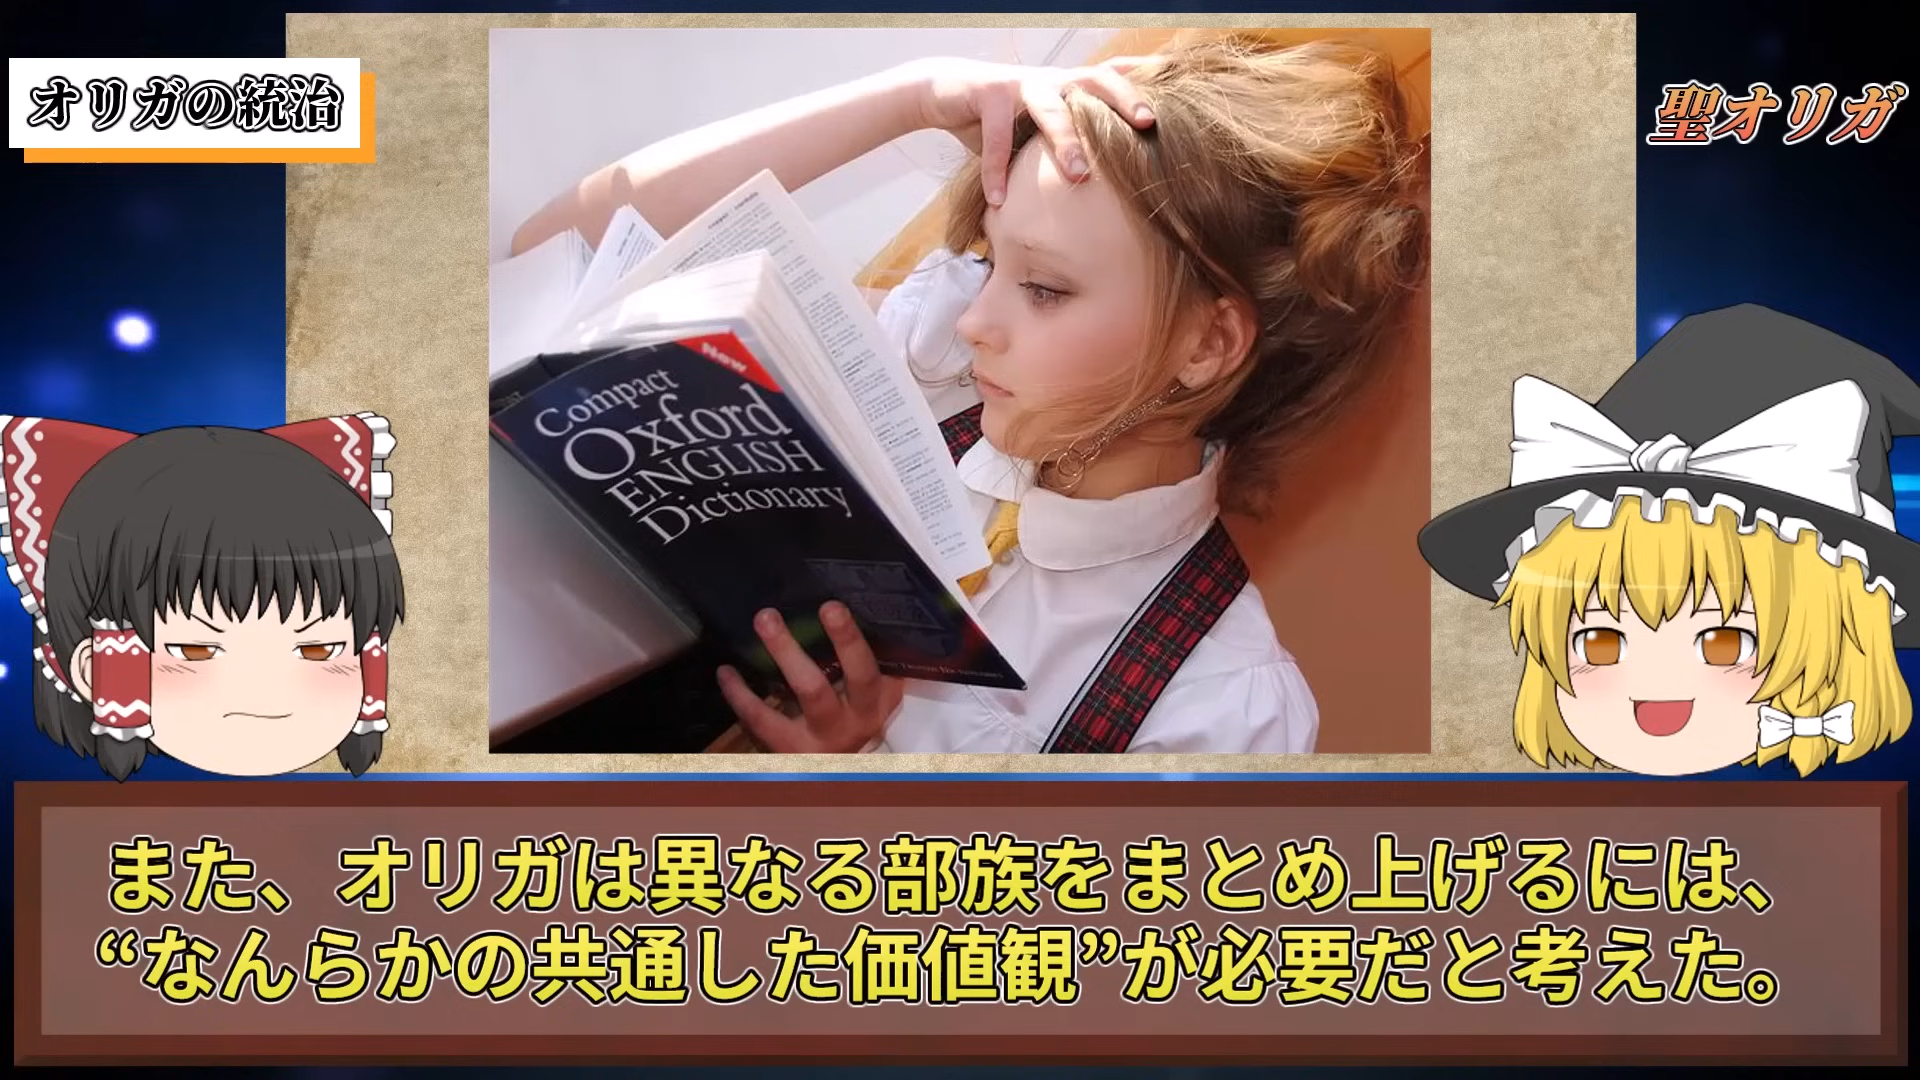 オリガの統治
聖オリガ
New
Compact
Oxford
ENGLISH
Dictionary
また、オリガは異なる部族をまとめ上げるには、
“なんらかの共通した価値観”が必要だと考えた。